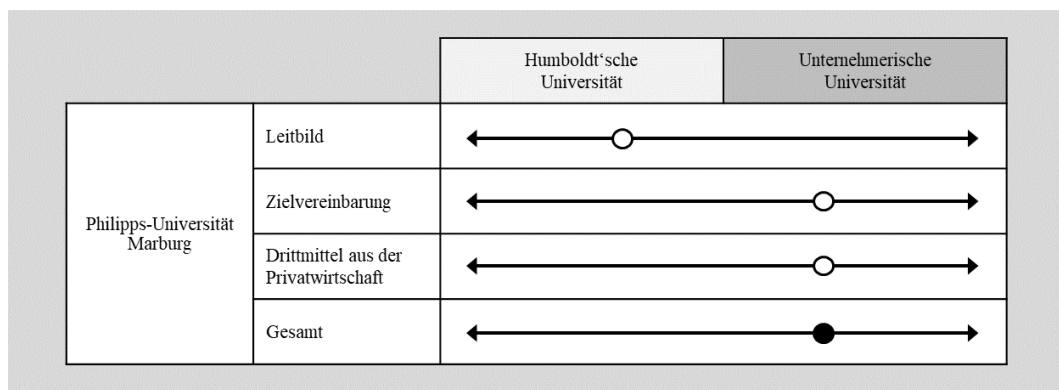 Humboldt‘sche
Universität
Unternehmerische
Universität
Philipps-Universität
Marburg
Leitbild
Zielvereinbarung
Drittmittel aus der
Privatwirtschaft
Gesamt